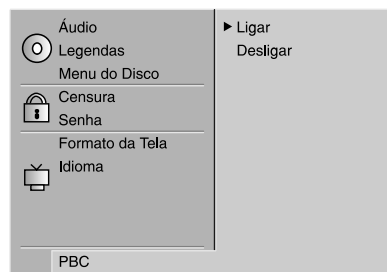 Áudio
Legendas
Menu do Disco
Censura
Senha
Formato da Tela
Idioma
PBC
Ligar
Desligar